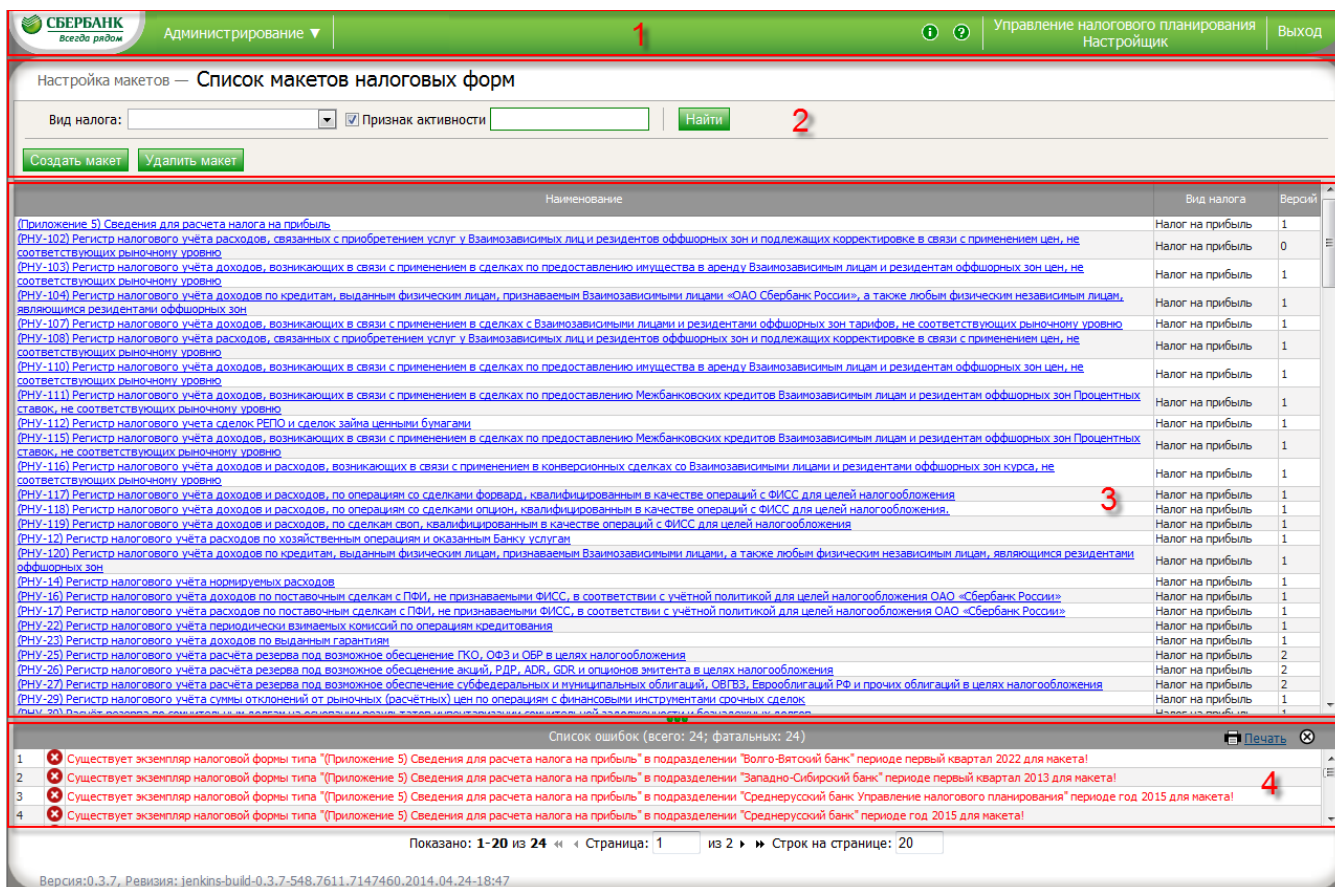 СБЕРБАНК
Всегда рядом
Администрирование ▼
1
Управление налогового планирования
Настройщик
Выход
Настройка макетов — Список макетов налоговых форм
Вид налога:
Признак активности
Найти
2
Создать макет
Удалить макет
Наименование Вид налога Версий
(Приложение 5) Сведения для расчета налога на прибыль Налог на прибыль 1
(РНУ-102) Регистр налогового учёта расходов, связанных с приобретением услуг у Взаимозависимых лиц и резидентов оффшорных зон и подлежащих корректировке в связи с применением цен, не
соответствующих рыночному уровню Налог на прибыль 0
(РНУ-103) Регистр налогового учёта доходов, возникающих в связи с применением в сделках по предоставлению имущества в аренду Взаимозависимым лицам и резидентам оффшорных зон цен, не
соответствующих рыночному уровню Налог на прибыль 1
(РНУ-104) Регистр налогового учёта доходов по кредитам, выданным физическим лицам, признаваемым Взаимозависимыми лицами «ОАО Сбербанк России», а также любым физическим независимым лицам,
являющимся резидентами оффшорных зон Налог на прибыль 1
(РНУ-107) Регистр налогового учёта доходов, возникающих в связи с применением в сделках с Взаимозависимыми лицами и резидентами оффшорных зон тарифов, не соответствующих рыночному уровню Налог на прибыль 1
(РНУ-108) Регистр налогового учёта расходов, связанных с приобретением услуг у Взаимозависимых лиц и резидентов оффшорных зон и подлежащих корректировке в связи с применением цен, не
соответствующих рыночному уровню Налог на прибыль 1
(РНУ-110) Регистр налогового учёта доходов, возникающих в связи с применением в сделках по предоставлению имущества в аренду Взаимозависимым лицам и резидентам оффшорных зон цен, не
соответствующих рыночному уровню Налог на прибыль 1
(РНУ-111) Регистр налогового учёта доходов, возникающих в связи с применением в сделках по предоставлению Межбанковских кредитов Взаимозависимым лицам и резидентам оффшорных зон Процентных
ставок, не соответствующих рыночному уровню Налог на прибыль 1
(РНУ-112) Регистр налогового учета сделок РЕПО и сделок займа ценными бумагами Налог на прибыль 1
(РНУ-115) Регистр налогового учёта доходов, возникающих в связи с применением в сделках по предоставлению Межбанковских кредитов Взаимозависимым лицам и резидентам оффшорных зон Процентных
ставок, не соответствующих рыночному уровню Налог на прибыль 1
(РНУ-116) Регистр налогового учёта доходов и расходов, возникающих в связи с применением в конверсионных сделках со Взаимозависимыми лицами и резидентами оффшорных зон курса, не
соответствующих рыночному уровню Налог на прибыль 1
(РНУ-117) Регистр налогового учёта доходов и расходов, по операциям со сделками форвард, квалифицированным в качестве операций с ФИСС для целей налогообложения Налог на прибыль 1
3
(РНУ-118) Регистр налогового учёта доходов и расходов, по операциям со сделками опцион, квалифицированным в качестве операций с ФИСС для целей налогообложения. Налог на прибыль 1
(РНУ-119) Регистр налогового учёта доходов и расходов, по сделкам своп, квалифицированным в качестве операций с ФИСС для целей налогообложения Налог на прибыль 1
(РНУ-12) Регистр налогового учёта расходов по хозяйственным операциям и оказанным Банку услугам Налог на прибыль 1
(РНУ-120) Регистр налогового учёта доходов по кредитам, выданным физическим лицам, признаваемым Взаимозависимыми лицами, а также любым физическим независимым лицам, являющимся резидентами
оффшорных зон Налог на прибыль 1
(РНУ-14) Регистр налогового учёта нормируемых расходов Налог на прибыль 1
(РНУ-16) Регистр налогового учёта доходов по поставочным сделкам с ПФИ, не признаваемыми ФИСС, в соответствии с учётной политикой для целей налогообложения ОАО «Сбербанк России» Налог на прибыль 1
(РНУ-17) Регистр налогового учёта расходов по поставочным сделкам с ПФИ, не признаваемыми ФИСС, в соответствии с учётной политикой для целей налогообложения ОАО «Сбербанк России» Налог на прибыль 1
(РНУ-22) Регистр налогового учёта периодически взимаемых комиссий по операциям кредитования Налог на прибыль 1
(РНУ-23) Регистр налогового учёта доходов по выданным гарантиям Налог на прибыль 1
(РНУ-25) Регистр налогового учёта расчёта резерва под возможное обесценение ГКО, ОФЗ и ОБР в целях налогообложения Налог на прибыль 2
(РНУ-26) Регистр налогового учёта расчёта резерва под возможное обесценение акций, РДР, ADR, GDR и опционов эмитента в целях налогообложения Налог на прибыль 2
(РНУ-27) Регистр налогового учёта расчёта резерва под возможное обеспечение субфедеральных и муниципальных облигаций, ОВГВЗ, Еврооблигаций РФ и прочих облигаций в целях налогообложения Налог на прибыль 2
(РНУ-29) Регистр налогового учёта суммы отклонений от рыночных (расчётных) цен по операциям с финансовыми инструментами срочных сделок Налог на прибыль 1
(РНУ-30) Расчёт резерва по сомнительным долгам на основании результатов инвентаризации сомнительной задолженности и безнадежных долгов Налог на прибыль 1
Список ошибок (всего: 24; фатальных: 24)
Печать
1 Существует экземпляр налоговой формы типа "(Приложение 5) Сведения для расчета налога на прибыль" в подразделении "Волго-Вятский банк" периоде первый квартал 2022 для макета!
2 Существует экземпляр налоговой формы типа "(Приложение 5) Сведения для расчета налога на прибыль" в подразделении "Западно-Сибирский банк" периоде первый квартал 2013 для макета!
3 Существует экземпляр налоговой формы типа "(Приложение 5) Сведения для расчета налога на прибыль" в подразделении "Среднерусский банк Управление налогового планирования" периоде год 2015 для макета!
4
4 Существует экземпляр налоговой формы типа "(Приложение 5) Сведения для расчета налога на прибыль" в подразделении "Среднерусский банк" периоде год 2015 для макета!
Показано: 1-20 из 24 Страница: 1 из 2 Строк на странице: 20
Версия:0.3.7, Ревизия: jenkins-build-0.3.7-548.7611.7147460.2014.04.24-18:47